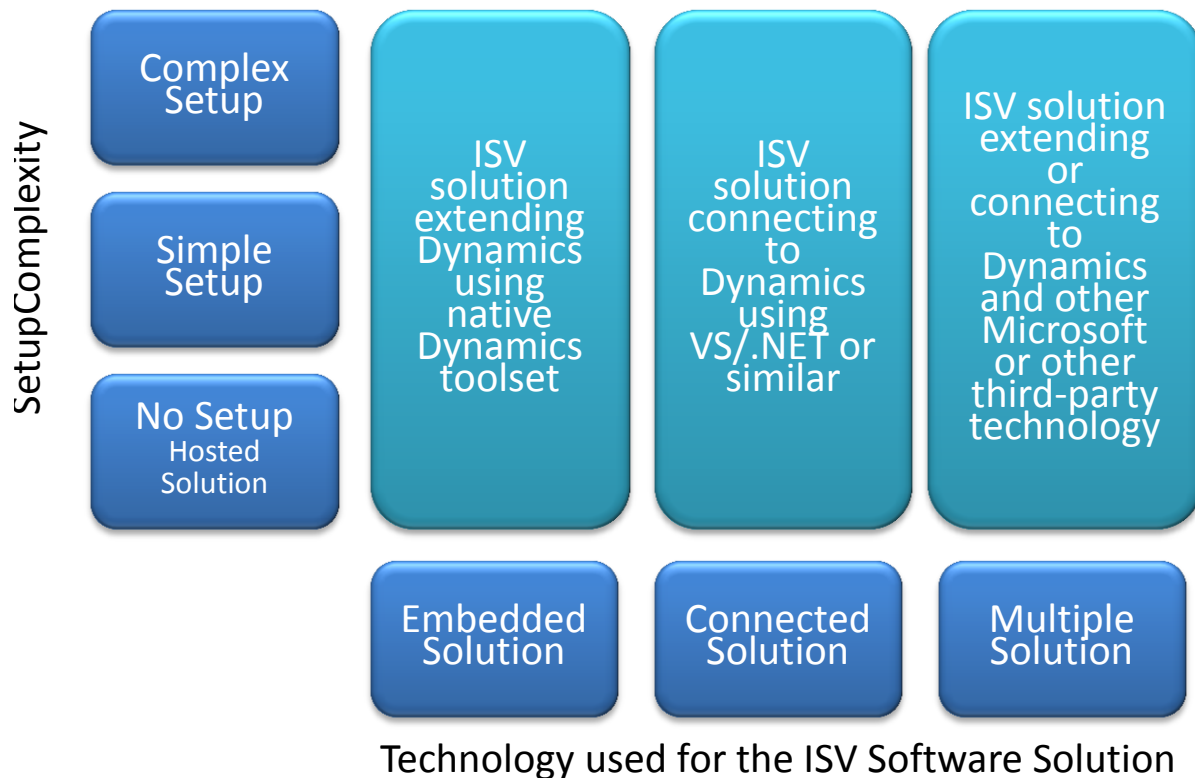 SetupComplexity
Complex
Setup
Simple
Setup
No Setup
Hosted
Solution
ISV
solution
extending
Dynamics
using
native
Dynamics
toolset
ISV
solution
connecting
to
Dynamics
using
VS/.NET or
similar
ISV solution
extending
or
connecting
to
Dynamics
and other
Microsoft
or other
third-party
technology
Embedded
Solution
Connected
Solution
Multiple
Solution
Technology used for the ISV Software Solution